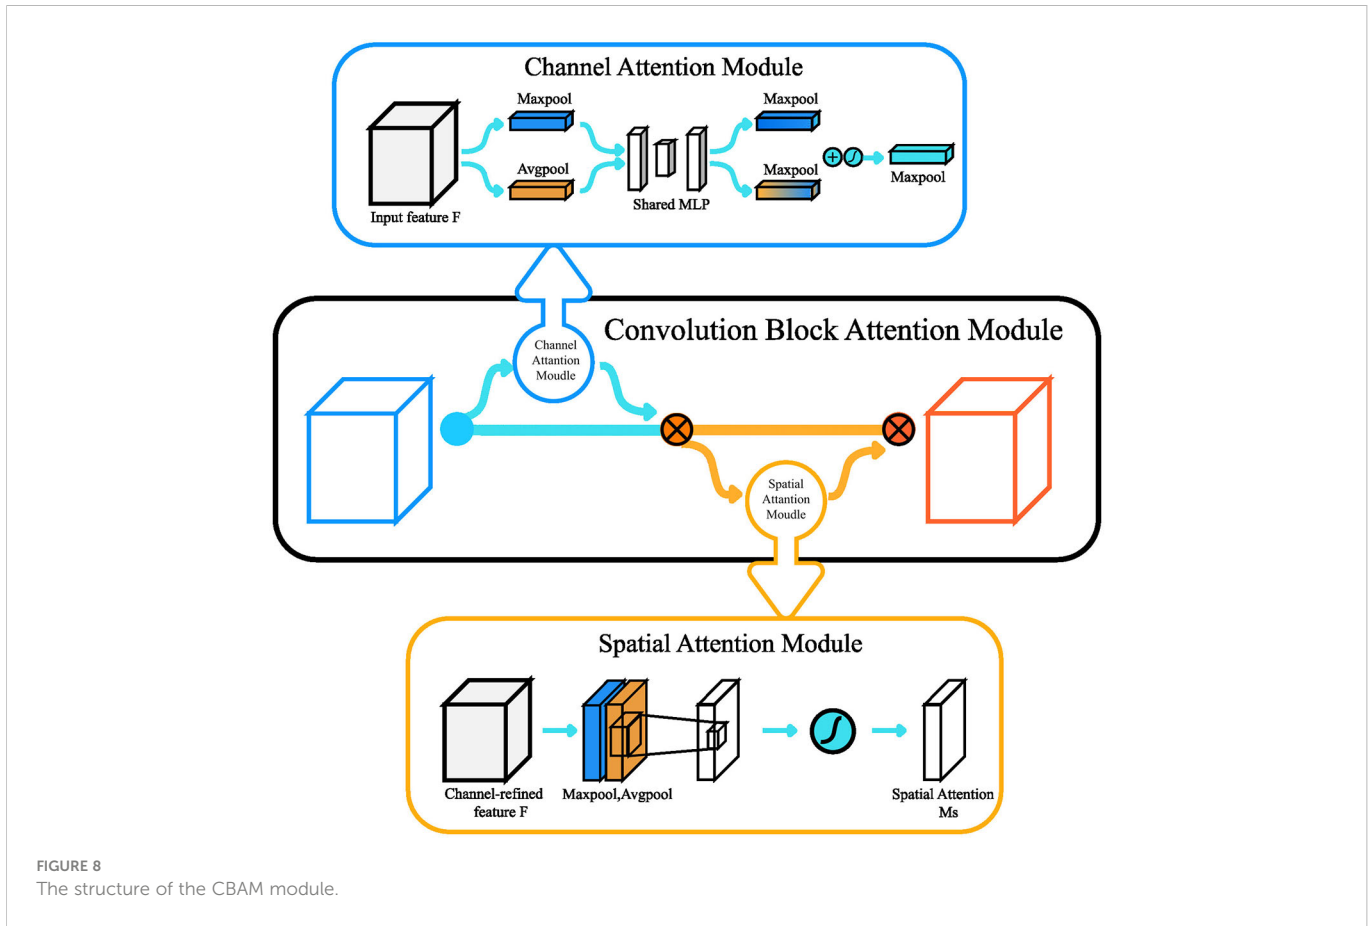 Channel Attention Module
Maxpool
Maxpool
Avgpool
Maxpool
Maxpool
Shared MLP
Input feature F
Convolution Block Attention Module
Channel
Attantion
Moudle
Spatial
Attantion
Moudle
Spatial Attention Module
Channel-refined
feature F
Maxpool,Avgpool
Spatial Attention
Ms
FIGURE 8
The structure of the CBAM module.